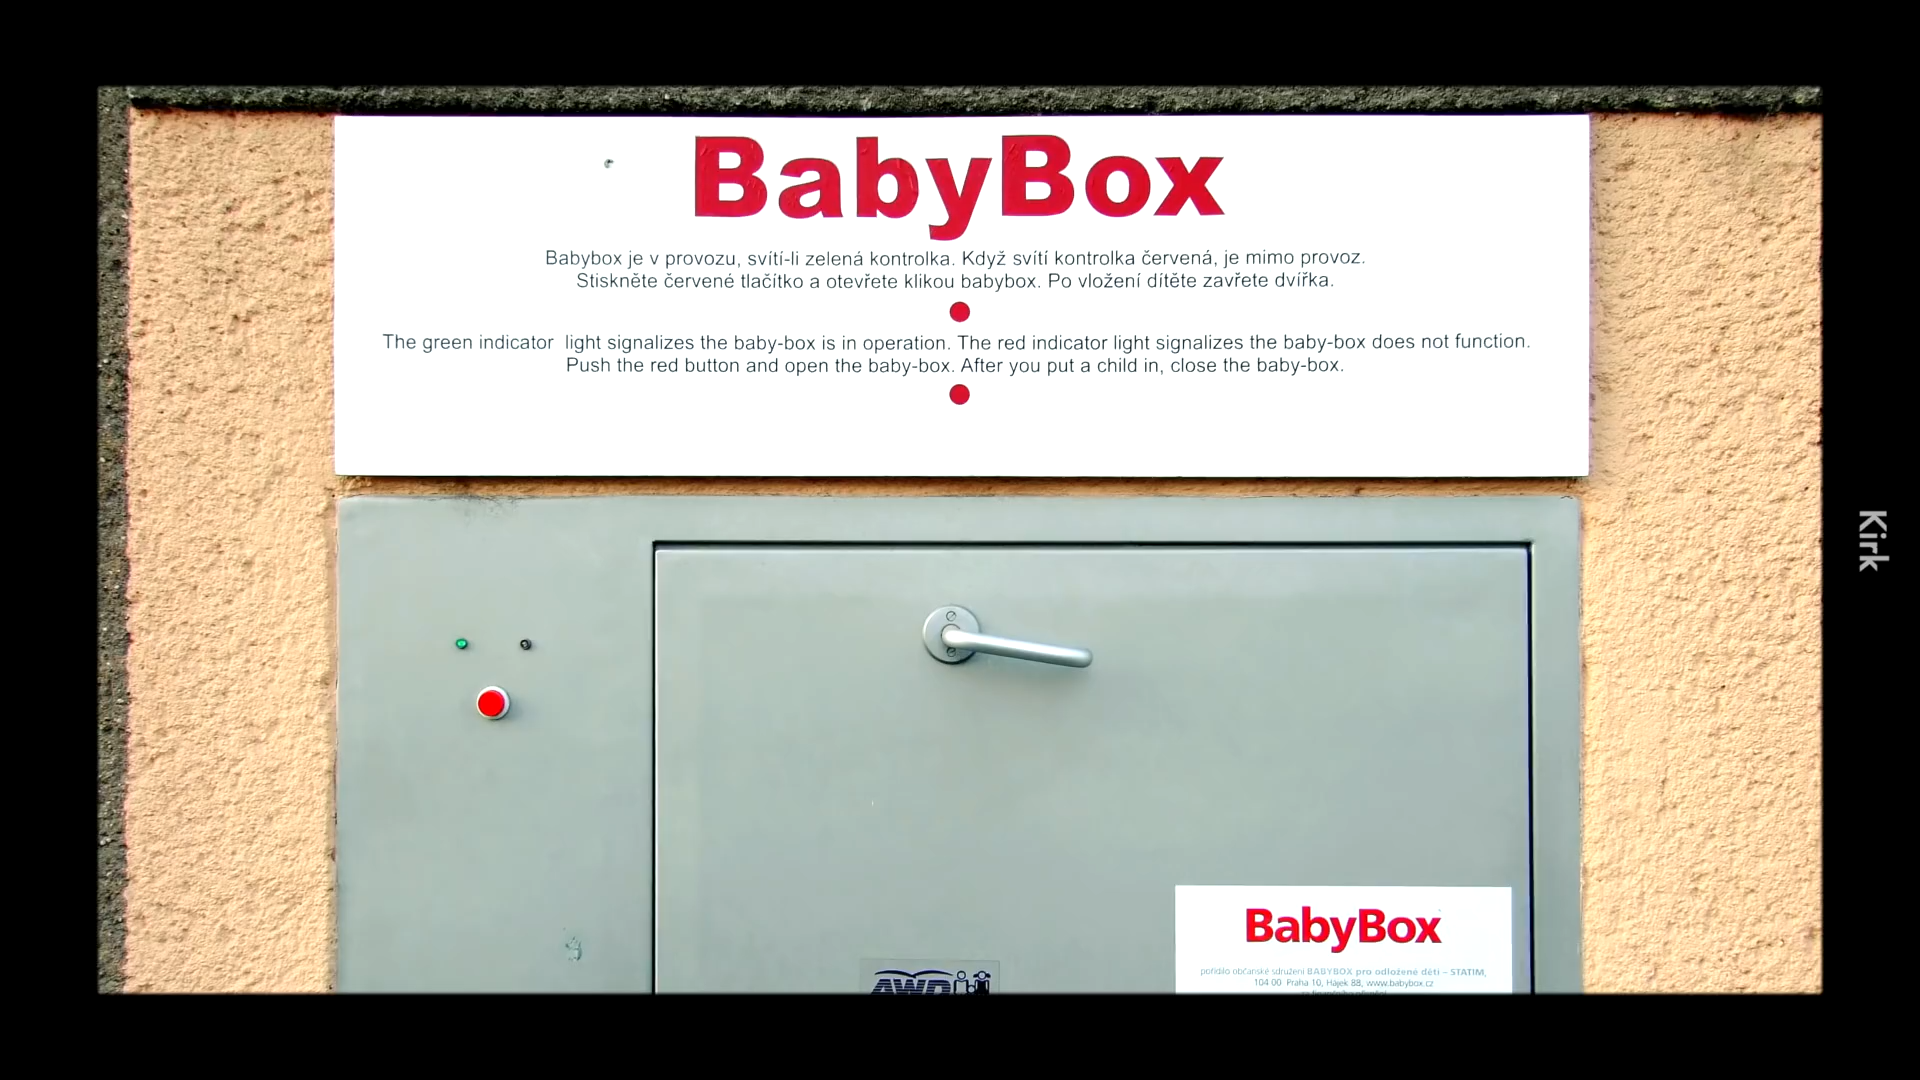 BabyBox
Babybox je v provozu, svítí-li zelená kontrolka. Když svítí kontrolka červená, je mimo provoz.
Stiskněte červené tlačítko a otevřete klikou babybox. Po vložení dítěte zavřete dvířka.
The green indicator light signalizes the baby-box is in operation. The red indicator light signalizes the baby-box does not function.
Push the red button and open the baby-box. After you put a child in, close the baby-box.
Kirk
BabyBox
pořídilo občanské sdružení BABYBOX pro odložené děti – STATIM,
104 00 Praha 10, Hájek 88, www.babybox.cz
AWD